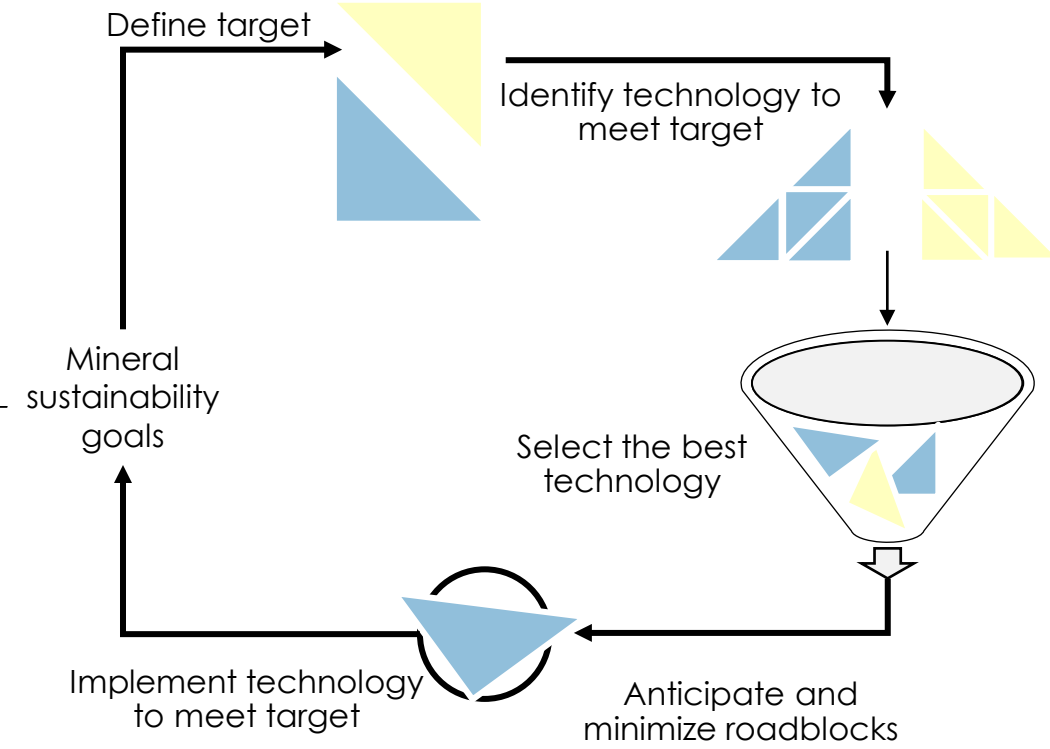 Define target
Identify technology to
meet target
Mineral
sustainability
goals
Select the best
technology
Implement technology
to meet target
Anticipate and
minimize roadblocks